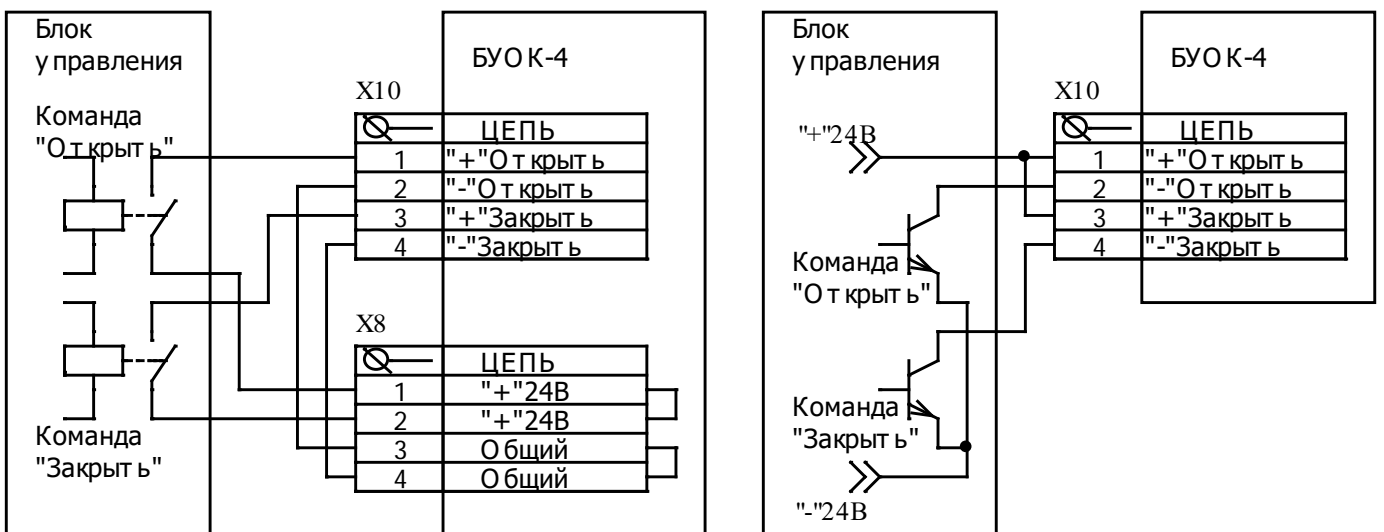 Блок
управления
БУОК-4
X10
Команда
"Открыть"
ЦЕПЬ
1 "+"Открыть
2 "-"Открыть
3 "+"Закрыть
4 "-"Закрыть
X8
ЦЕПЬ
1 "+"24В
2 "+"24В
3 Общий
4 Общий
Команда
"Закрыть"
Блок
управления
БУОК-4
X10
"+"24В
ЦЕПЬ
1 "+"Открыть
2 "-"Открыть
3 "+"Закрыть
4 "-"Закрыть
Команда
"Открыть"
Команда
"Закрыть"
"-"24В